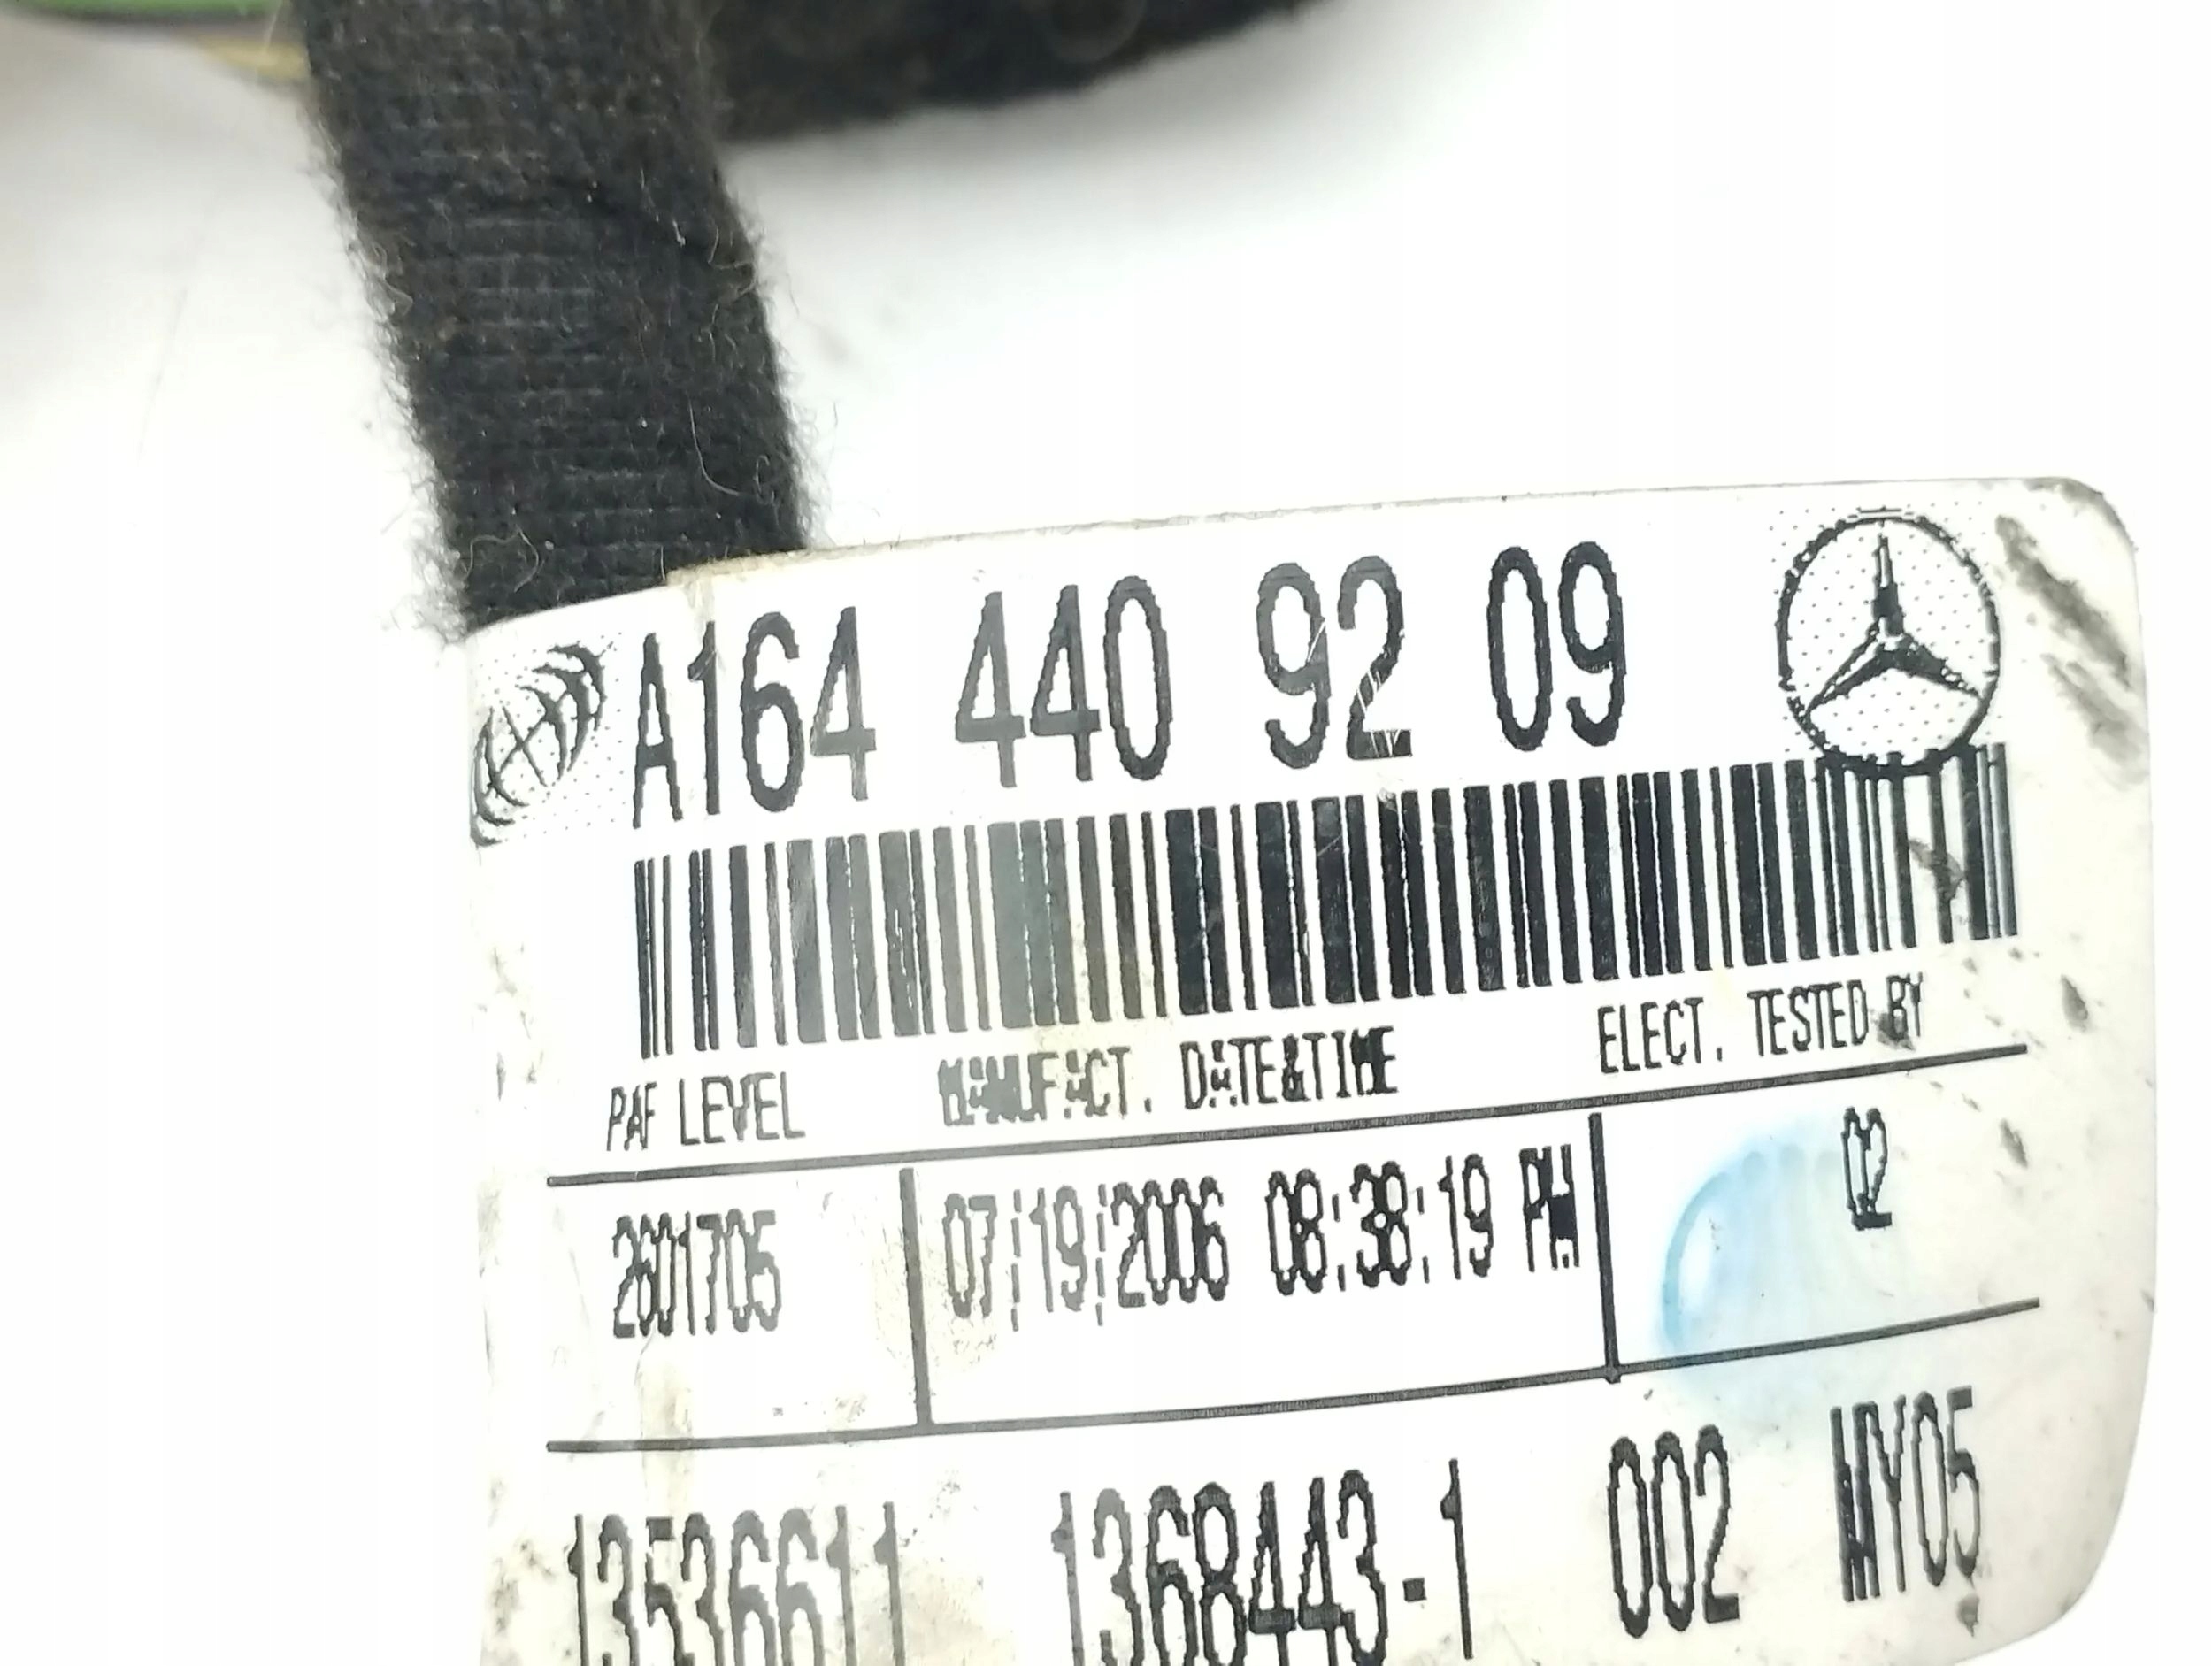 A164 440 92 09
PAF LEVEL MANUFACT. DATE&TIME ELECT. TESTED BY
2601705 07/19/2006 08:38:19 PM 02
13536611 1368443-1 002 MY05